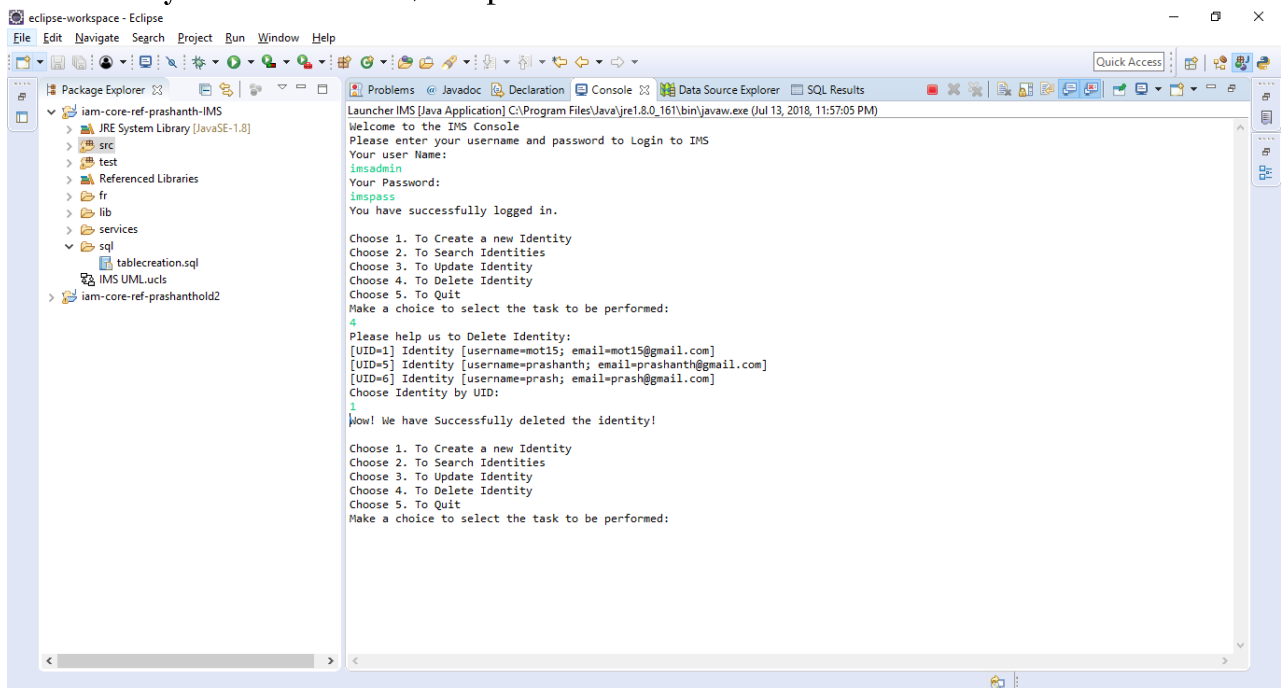 eclipse-workspace - Eclipse
File Edit Navigate Search Project Run Window Help
Quick Access
Package Explorer
iam-core-ref-prashanth-IMS
JRE System Library [JavaSE-1.8]
src
test
Referenced Libraries
fr
lib
services
sql
tablecreation.sql
IMS UML.ucls
iam-core-ref-prashanthold2
Problems @ Javadoc Declaration Console Data Source Explorer SQL Results
Launcher IMS [Java Application] C:\Program Files\Java\jre1.8.0_161\bin\javaw.exe (Jul 13, 2018, 11:57:05 PM)
Welcome to the IMS Console
Please enter your username and password to Login to IMS
Your user Name:
imsadmin
Your Password:
imspass
You have successfully logged in.
Choose 1. To Create a new Identity
Choose 2. To Search Identities
Choose 3. To Update Identity
Choose 4. To Delete Identity
Choose 5. To Quit
Make a choice to select the task to be performed:
4
Please help us to Delete Identity:
[UID=1] Identity [username=mot15; email=mot15@gmail.com]
[UID=5] Identity [username=prashanth; email=prashanth@gmail.com]
[UID=6] Identity [username=prash; email=prash@gmail.com]
Choose Identity by UID:
1
Wow! We have Successfully deleted the identity!
Choose 1. To Create a new Identity
Choose 2. To Search Identities
Choose 3. To Update Identity
Choose 4. To Delete Identity
Choose 5. To Quit
Make a choice to select the task to be performed: